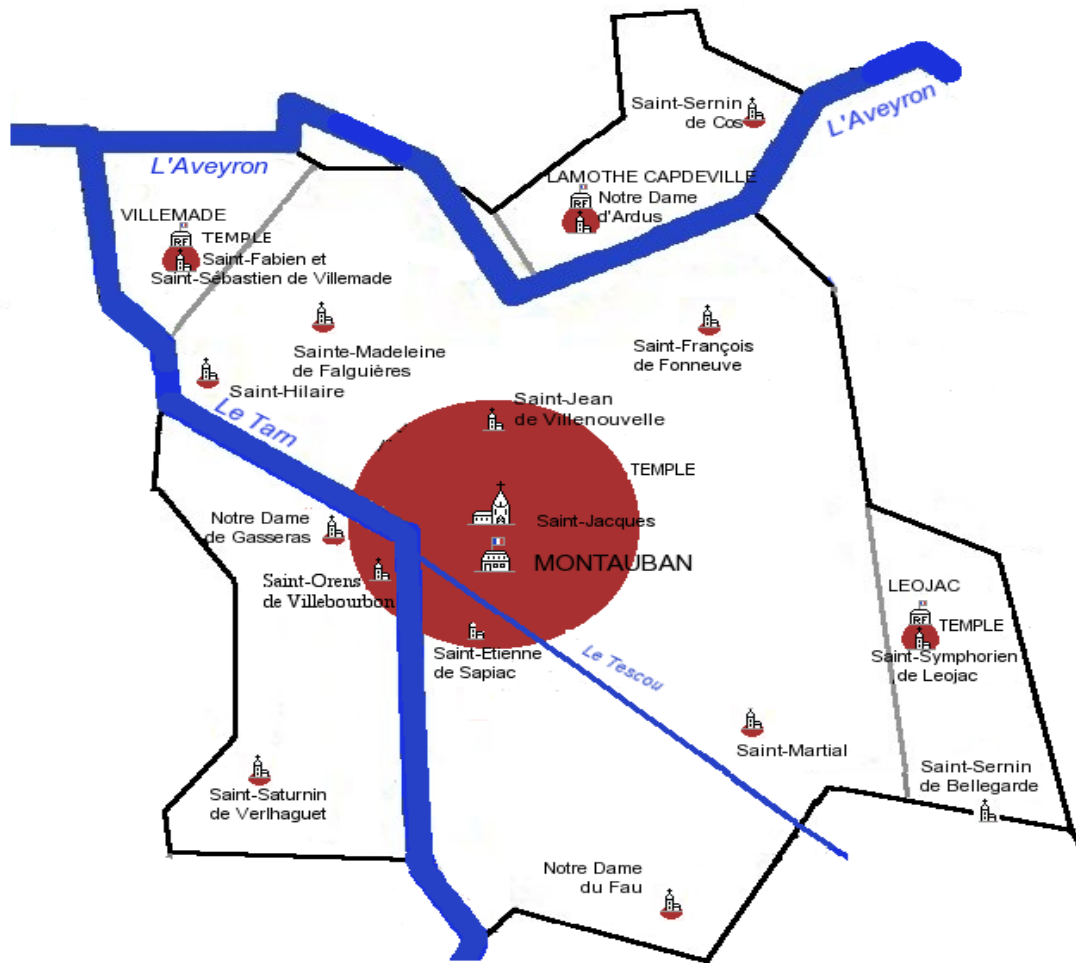 Saint-Sernin
de Cos
L'Aveyron
L'Aveyron
LAMOTHE CAPDEVILLE
RF
Notre Dame
d'Ardus
VILLEMADE
RF
TEMPLE
Saint-Fabien et
Saint-Sébastien de Villemade
Sainte-Madeleine
de Falguières
Saint-François
de Fonneuve
Saint-Hilaire
Saint-Jean
de Villenouvelle
Le Tarn
TEMPLE
Notre Dame
de Gasseras
Saint-Jacques
MONTAUBAN
Saint-Orens
de Villebourbon
LEOJAC
RF
TEMPLE
Saint-Symphorien
de Leojac
Saint-Etienne
de Sapiac
Le Tescou
Saint-Martial
Saint-Sernin
de Bellegarde
Saint-Saturnin
de Verlhaguet
Notre Dame
du Fau